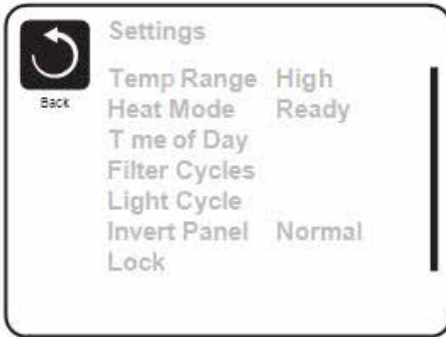 Settings
Back
Temp Range High
Heat Mode Ready
T me of Day
Filter Cycles
Light Cycle
Invert Panel Normal
Lock